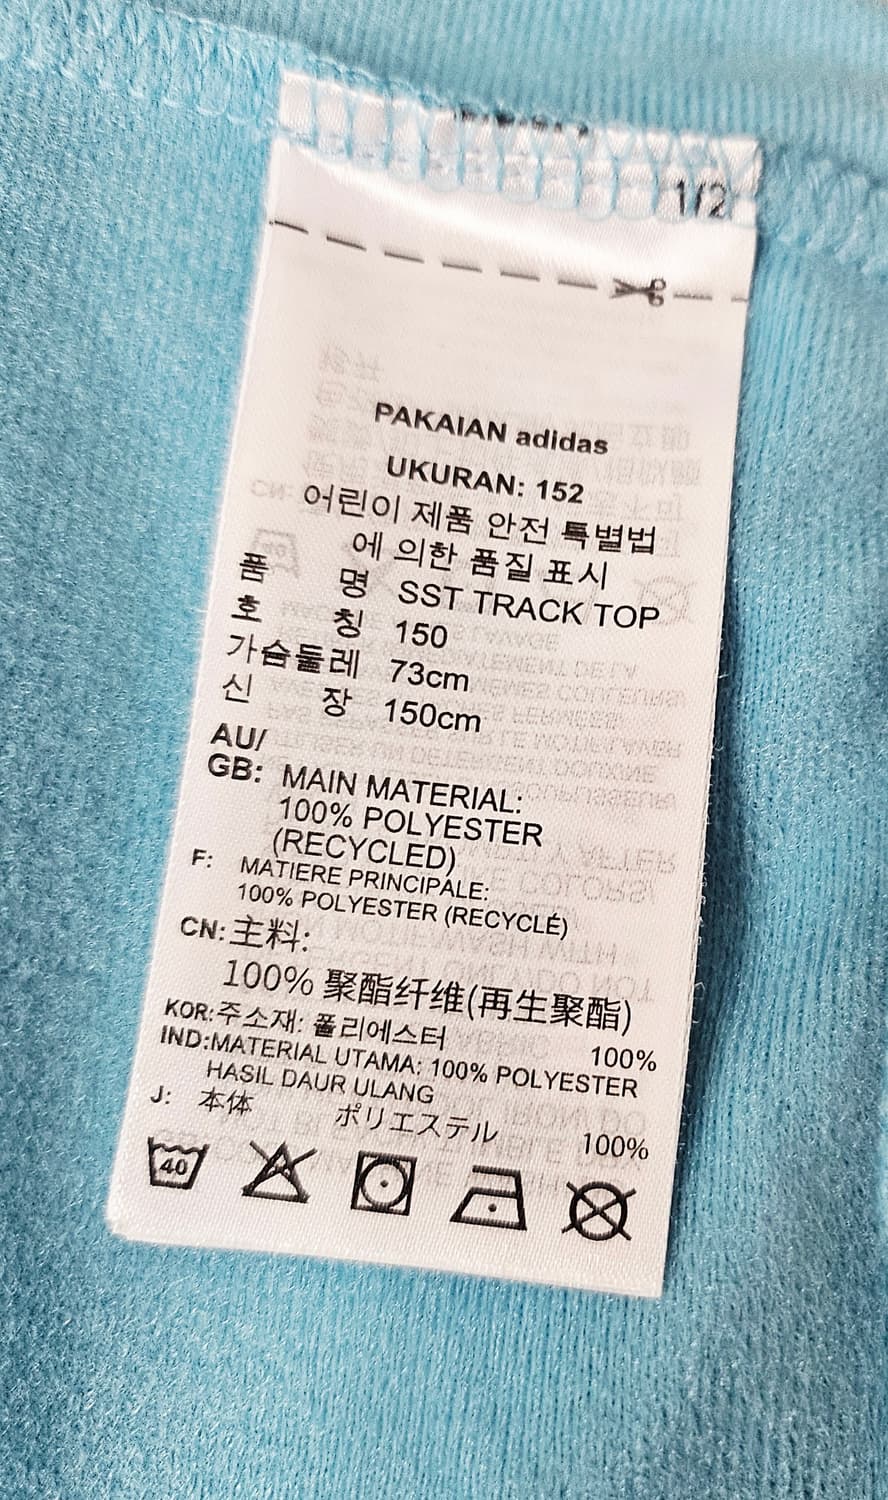 1/2
PAKAIAN adidas
UKURAN: 152
어린이 제품 안전 특별법
에 의한 품질 표시
품 명 SST TRACK TOP
호 칭 150
가슴둘레 73cm
신 장 150cm
AU/
GB: MAIN MATERIAL:
100% POLYESTER
(RECYCLED)
F: MATIERE PRINCIPALE:
100% POLYESTER (RECYCLÉ)
CN:主料:
100% 聚酯纤维(再生聚酯)
KOR:주소재: 폴리에스터 100%
IND:MATERIAL UTAMA: 100% POLYESTER
HASIL DAUR ULANG
J: 本体 ポリエステル 100%
40